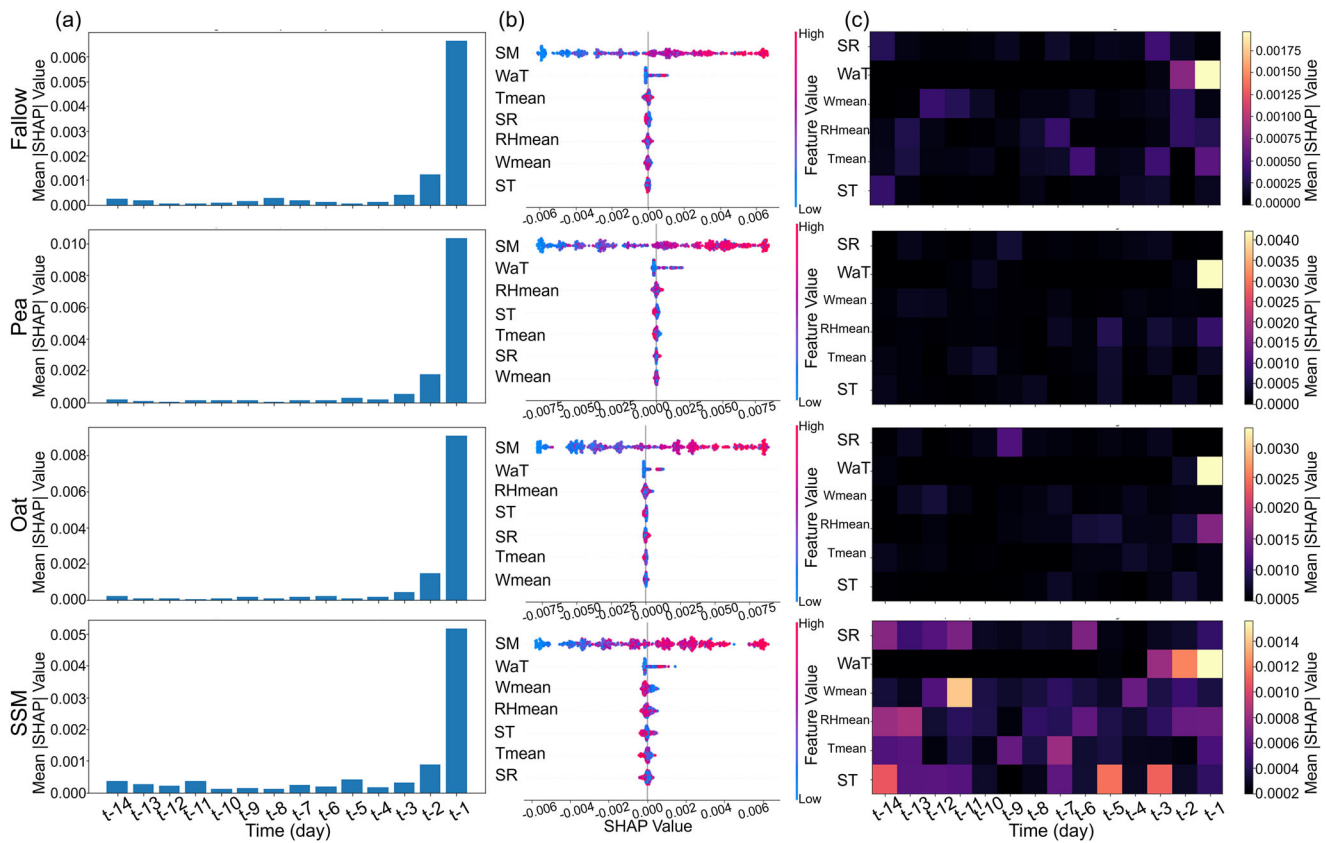 (a)
(b)
(c)
Fallow
Mean |SHAP| Value
0.006
0.005
0.004
0.003
0.002
0.001
0.000
SM
WaT
Tmean
SR
RHmean
Wmean
ST
-0.006
-0.004
-0.002
0.000
0.002
0.004
0.006
High
Feature Value
Low
SR
WaT
Wmean
RHmean
Tmean
ST
0.00175
0.00150
0.00125
0.00100
0.00075
0.00050
0.00025
0.00000
Mean |SHAP| Value
Pea
Mean |SHAP| Value
0.010
0.008
0.006
0.004
0.002
0.000
SM
WaT
RHmean
ST
Tmean
SR
Wmean
-0.0075
-0.0050
-0.0025
0.0000
0.0025
0.0050
0.0075
High
Feature Value
Low
SR
WaT
Wmean
RHmean
Tmean
ST
0.0040
0.0035
0.0030
0.0025
0.0020
0.0015
0.0010
0.0005
0.0000
Mean |SHAP| Value
Oat
Mean |SHAP| Value
0.008
0.006
0.004
0.002
0.000
SM
WaT
RHmean
ST
SR
Tmean
Wmean
-0.0075
-0.0050
-0.0025
0.0000
0.0025
0.0050
0.0075
High
Feature Value
Low
SR
WaT
Wmean
RHmean
Tmean
ST
0.0030
0.0025
0.0020
0.0015
0.0010
0.0005
Mean |SHAP| Value
SSM
Mean |SHAP| Value
0.005
0.004
0.003
0.002
0.001
0.000
t-14
t-13
t-12
t-11
t-10
t-9
t-8
t-7
t-6
t-5
t-4
t-3
t-2
t-1
Time (day)
SM
WaT
Wmean
RHmean
ST
Tmean
SR
-0.006
-0.004
-0.002
0.000
0.002
0.004
0.006
SHAP Value
High
Feature Value
Low
SR
WaT
Wmean
RHmean
Tmean
ST
t-14
t-13
t-12
t-11
t-10
t-9
t-8
t-7
t-6
t-5
t-4
t-3
t-2
t-1
Time (day)
0.0014
0.0012
0.0010
0.0008
0.0006
0.0004
0.0002
Mean |SHAP| Value